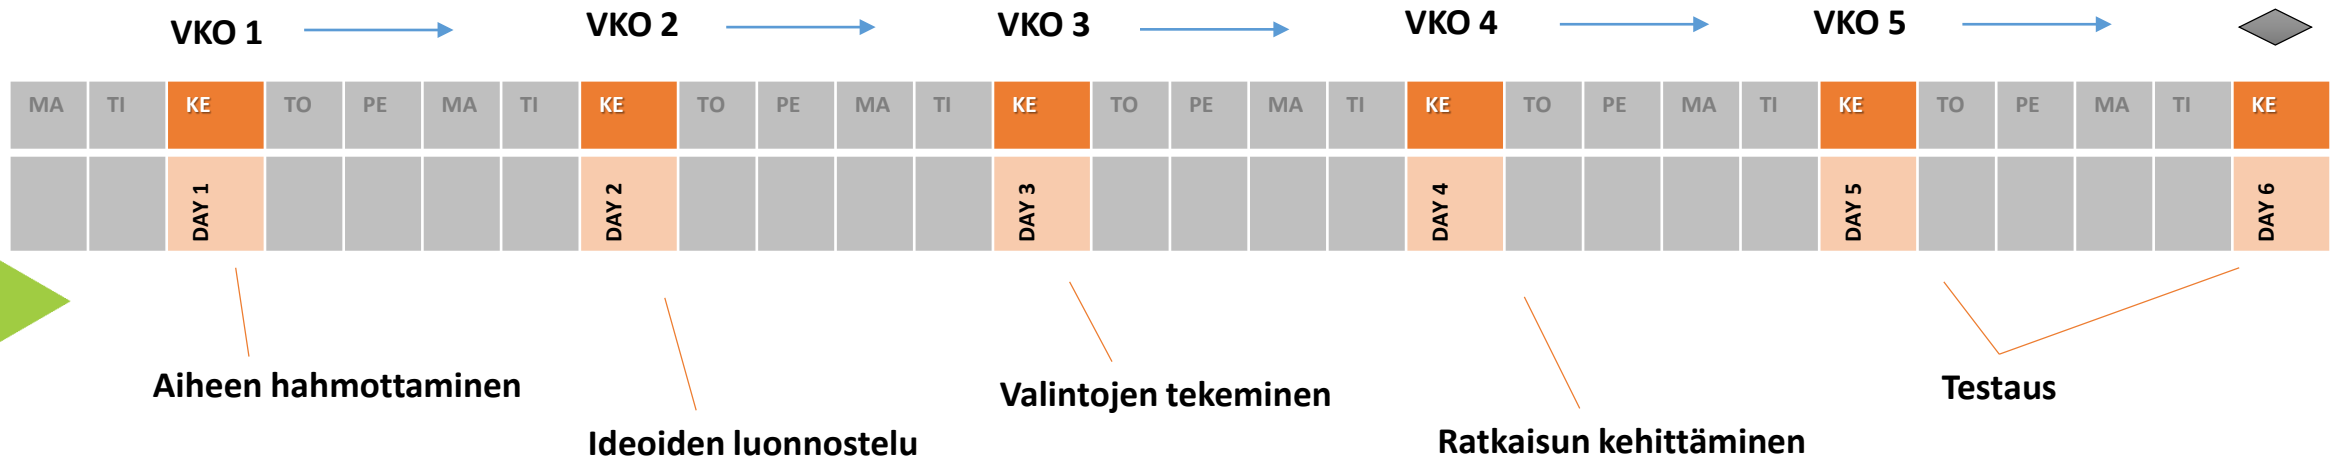 VKO 1 VKO 2 VKO 3 VKO 4 VKO 5
MA TI KE TO PE MA TI KE TO PE MA TI KE TO PE MA TI KE TO PE MA TI KE TO PE MA TI KE
DAY 1 DAY 2 DAY 3 DAY 4 DAY 5 DAY 6
Aiheen hahmottaminen
Ideoiden luonnostelu
Valintojen tekeminen
Ratkaisun kehittäminen
Testaus